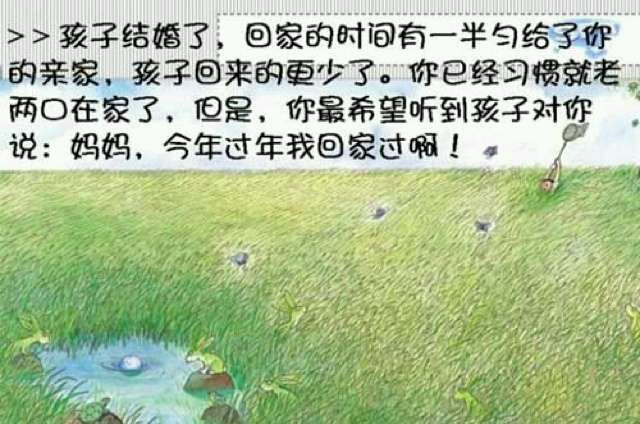 >>孩子结婚了，回家的时间有一半匀给了你
的亲家，孩子回来的更少了。你已经习惯就老
两口在家了，但是，你最希望听到孩子对你
说：妈妈，今年过年我回家过啊！